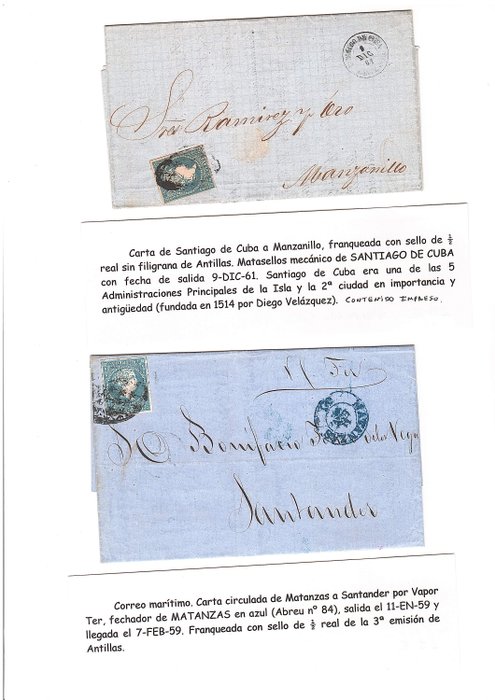 Sres Ramirez y Oro
Manzanillo
DIC
61
Carta de Santiago de Cuba a Manzanillo, franqueada con sello de ½
real sin filigrana de Antillas. Matasellos mecánico de SANTIAGO DE CUBA
con fecha de salida 9-DIC-61. Santiago de Cuba era una de las 5
Administraciones Principales de la Isla y la 2ª ciudad en importancia y
antigüedad (fundada en 1514 por Diego Velázquez). CONTENIDO IMPRESO.
Bonifacio
Santander
Correo marítimo. Carta circulada de Matanzas a Santander por Vapor
Ter, fechador de MATANZAS en azul (Abreu nº 84), salida el 11-EN-59 y
llegada el 7-FEB-59. Franqueada con sello de ½ real de la 3ª emisión de
Antillas.